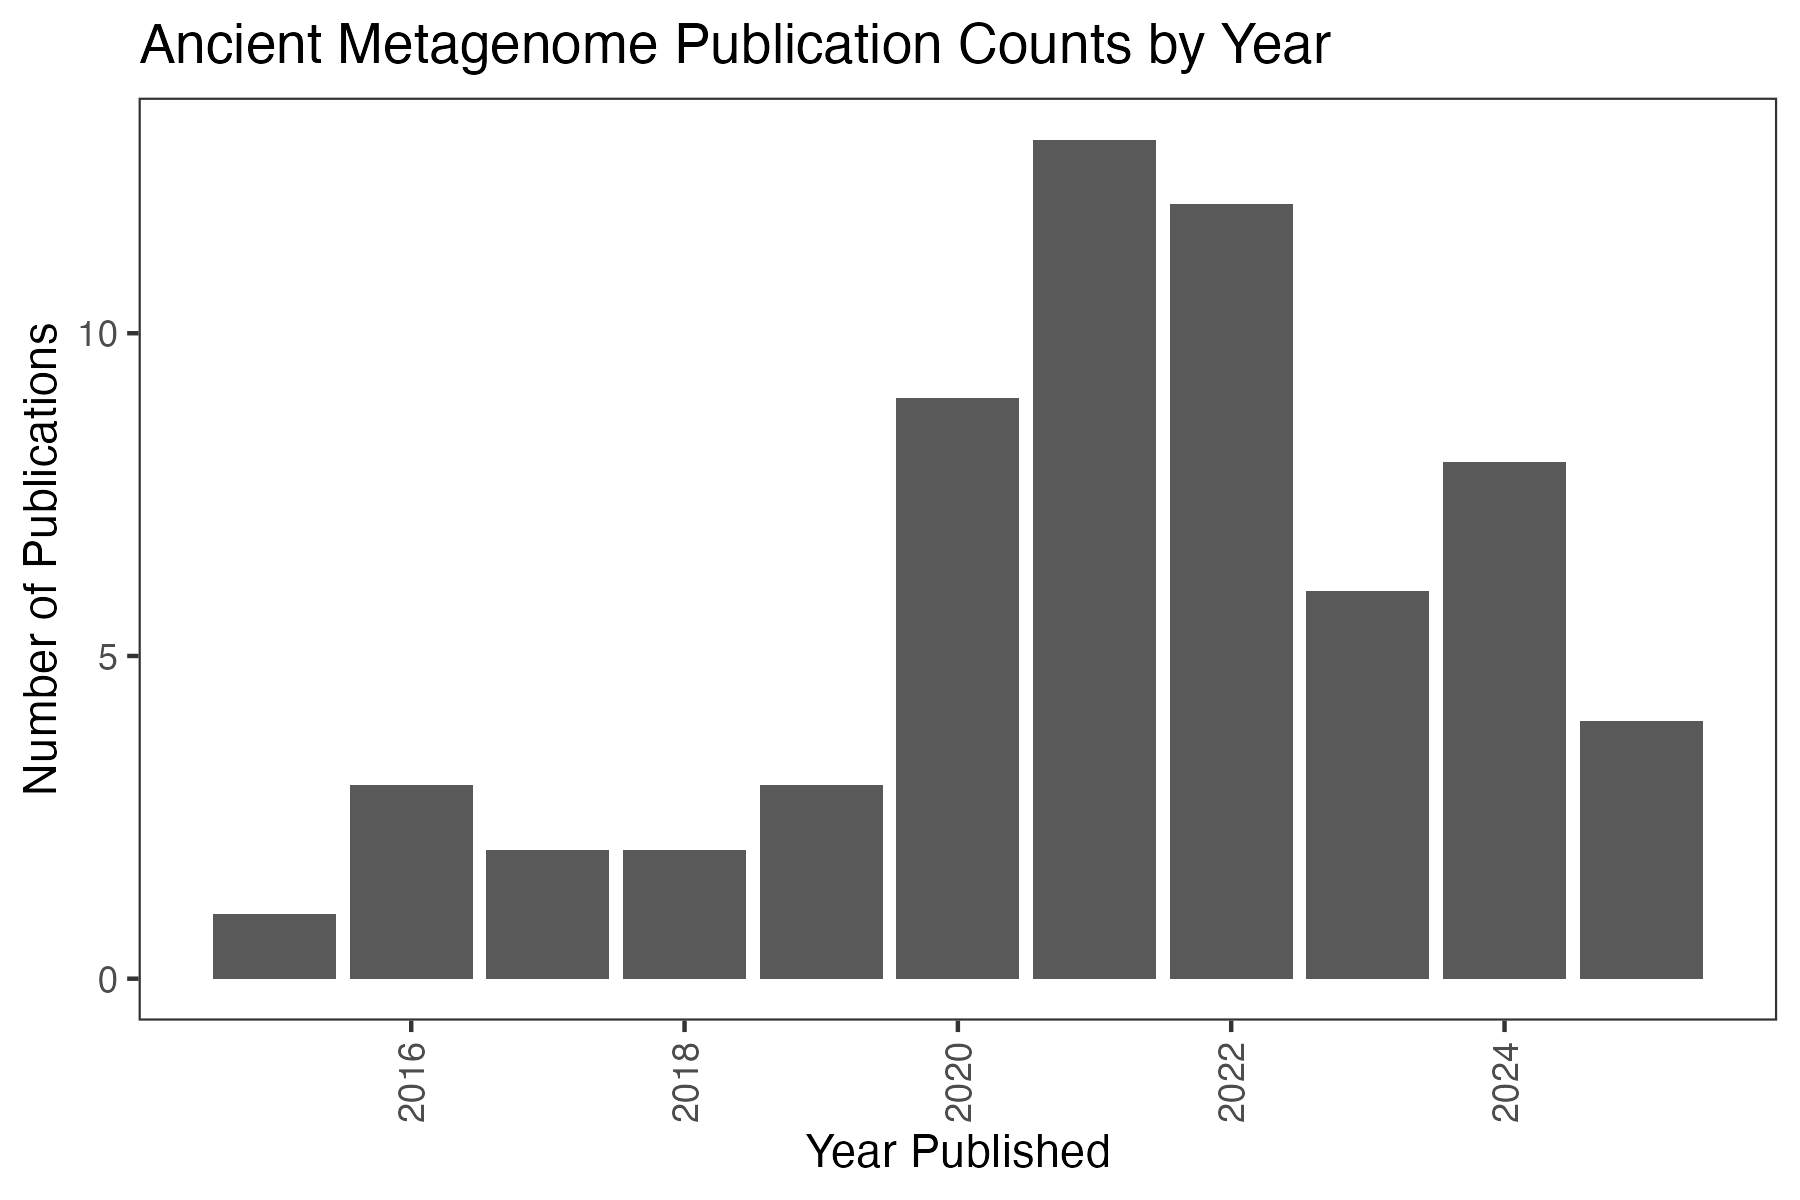 Ancient Metagenome Publication Counts by Year
Number of Publications
10
5
0
2016
2018
2020
2022
2024
Year Published